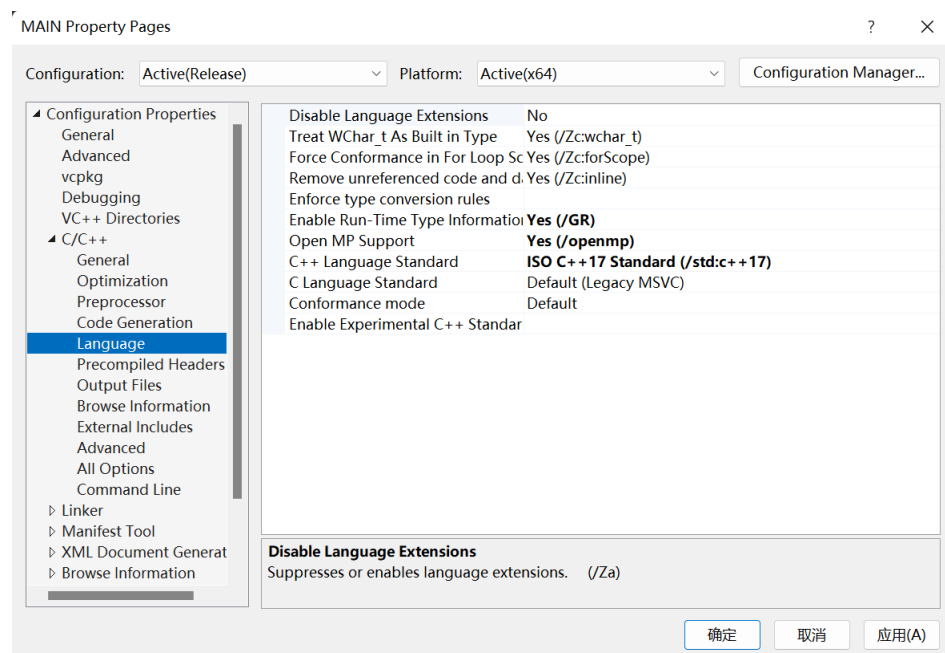 MAIN Property Pages
?
Configuration: Active(Release) Platform: Active(x64) Configuration Manager...
Configuration Properties
General
Advanced
vcpkg
Debugging
VC++ Directories
C/C++
General
Optimization
Preprocessor
Code Generation
Language
Precompiled Headers
Output Files
Browse Information
External Includes
Advanced
All Options
Command Line
Linker
Manifest Tool
XML Document Generat
Browse Information
Disable Language Extensions No
Treat WChar_t As Built in Type Yes (/Zc:wchar_t)
Force Conformance in For Loop Sc Yes (/Zc:forScope)
Remove unreferenced code and da Yes (/Zc:inline)
Enforce type conversion rules
Enable Run-Time Type Information Yes (/GR)
Open MP Support Yes (/openmp)
C++ Language Standard ISO C++17 Standard (/std:c++17)
C Language Standard Default (Legacy MSVC)
Conformance mode Default
Enable Experimental C++ Standar
Disable Language Extensions
Suppresses or enables language extensions. (/Za)
确定 取消 应用(A)